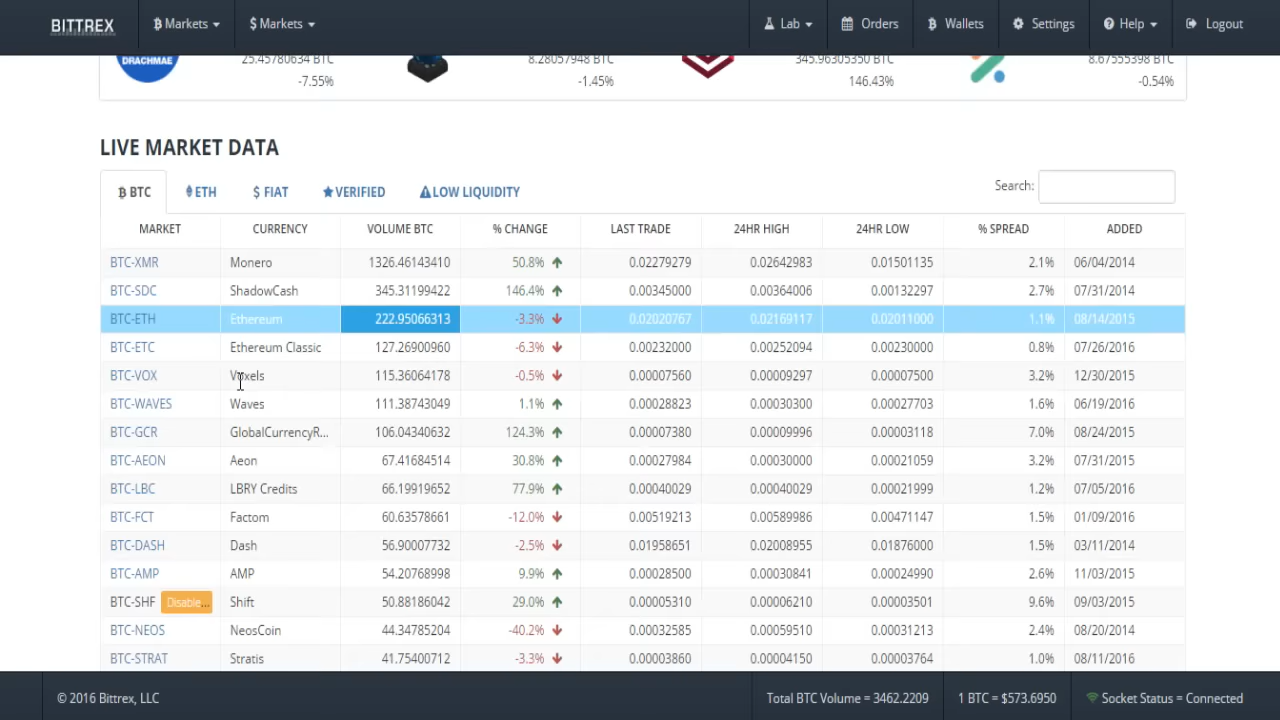 BITTREX ฿ Markets $ Markets Lab Orders ฿ Wallets Settings Help Logout
DRACHMAE 25.45780634 BTC 8.28057948 BTC 345.96305350 BTC 8.67555398 BTC
-7.55% -1.45% 146.43% -0.54%
LIVE MARKET DATA
฿ BTC ETH $ FIAT VERIFIED LOW LIQUIDITY Search:
MARKET CURRENCY VOLUME BTC % CHANGE LAST TRADE 24HR HIGH 24HR LOW % SPREAD ADDED
BTC-XMR Monero 1326.46143410 50.8% 0.02279279 0.02642983 0.01501135 2.1% 06/04/2014
BTC-SDC ShadowCash 345.31199422 146.4% 0.00345000 0.00364006 0.00132297 2.7% 07/31/2014
BTC-ETH Ethereum 222.95066313 -3.3% 0.02020767 0.02169117 0.02011000 1.1% 08/14/2015
BTC-ETC Ethereum Classic 127.26900960 -6.3% 0.00232000 0.00252094 0.00230000 0.8% 07/26/2016
BTC-VOX Voxels 115.36064178 -0.5% 0.00007560 0.00009297 0.00007500 3.2% 12/30/2015
BTC-WAVES Waves 111.38743049 1.1% 0.00028823 0.00030300 0.00027703 1.6% 06/19/2016
BTC-GCR GlobalCurrencyR... 106.04340632 124.3% 0.00007380 0.00009996 0.00003118 7.0% 08/24/2015
BTC-AEON Aeon 67.41684514 30.8% 0.00027984 0.00030000 0.00021059 3.2% 07/31/2015
BTC-LBC LBRY Credits 66.19919652 77.9% 0.00040029 0.00040029 0.00021999 1.2% 07/05/2016
BTC-FCT Factom 60.63578661 -12.0% 0.00519213 0.00589986 0.00471147 1.5% 01/09/2016
BTC-DASH Dash 56.90007732 -2.5% 0.01958651 0.02008955 0.01876000 1.5% 03/11/2014
BTC-AMP AMP 54.20768998 9.9% 0.00028500 0.00030841 0.00024990 2.6% 11/03/2015
BTC-SHF Disable... Shift 50.88186042 29.0% 0.00005310 0.00006210 0.00003501 9.6% 09/03/2015
BTC-NEOS NeosCoin 44.34785204 -40.2% 0.00032585 0.00059510 0.00031213 2.4% 08/20/2014
BTC-STRAT Stratis 41.75400712 -3.3% 0.00003860 0.00004150 0.00003764 1.0% 08/11/2016
© 2016 Bittrex, LLC Total BTC Volume = 3462.2209 1 BTC = $573.6950 Socket Status = Connected